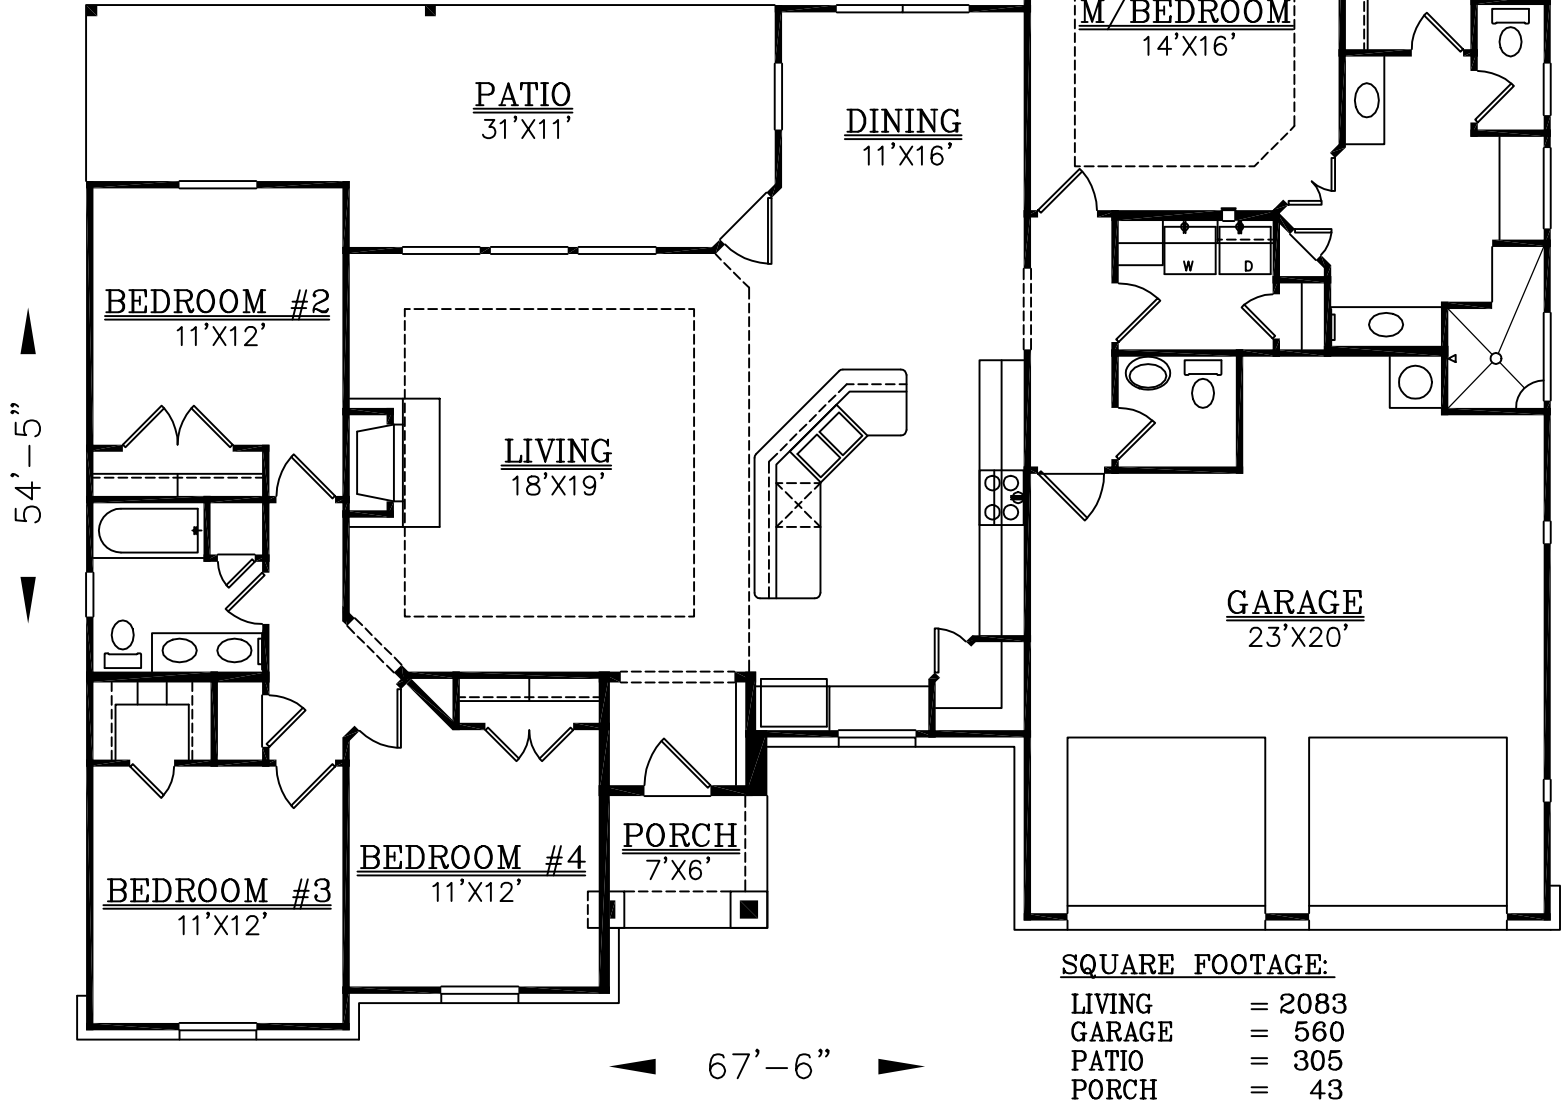 M/BEDROOM
14'X16'
PATIO
31'X11'
DINING
11'X16'
W D
BEDROOM #2
11'X12'
54'-5"
LIVING
18'X19'
GARAGE
23'X20'
PORCH
7'X6'
BEDROOM #4
11'X12'
BEDROOM #3
11'X12'
SQUARE FOOTAGE:
LIVING = 2083
GARAGE = 560
PATIO = 305
PORCH = 43
67'-6"